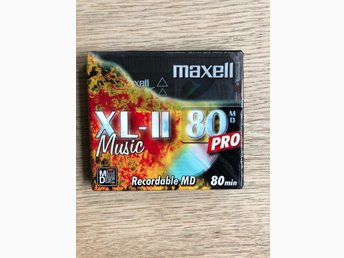 maxell
XL-II 80 MD
Music PRO
Recordable MD 80min